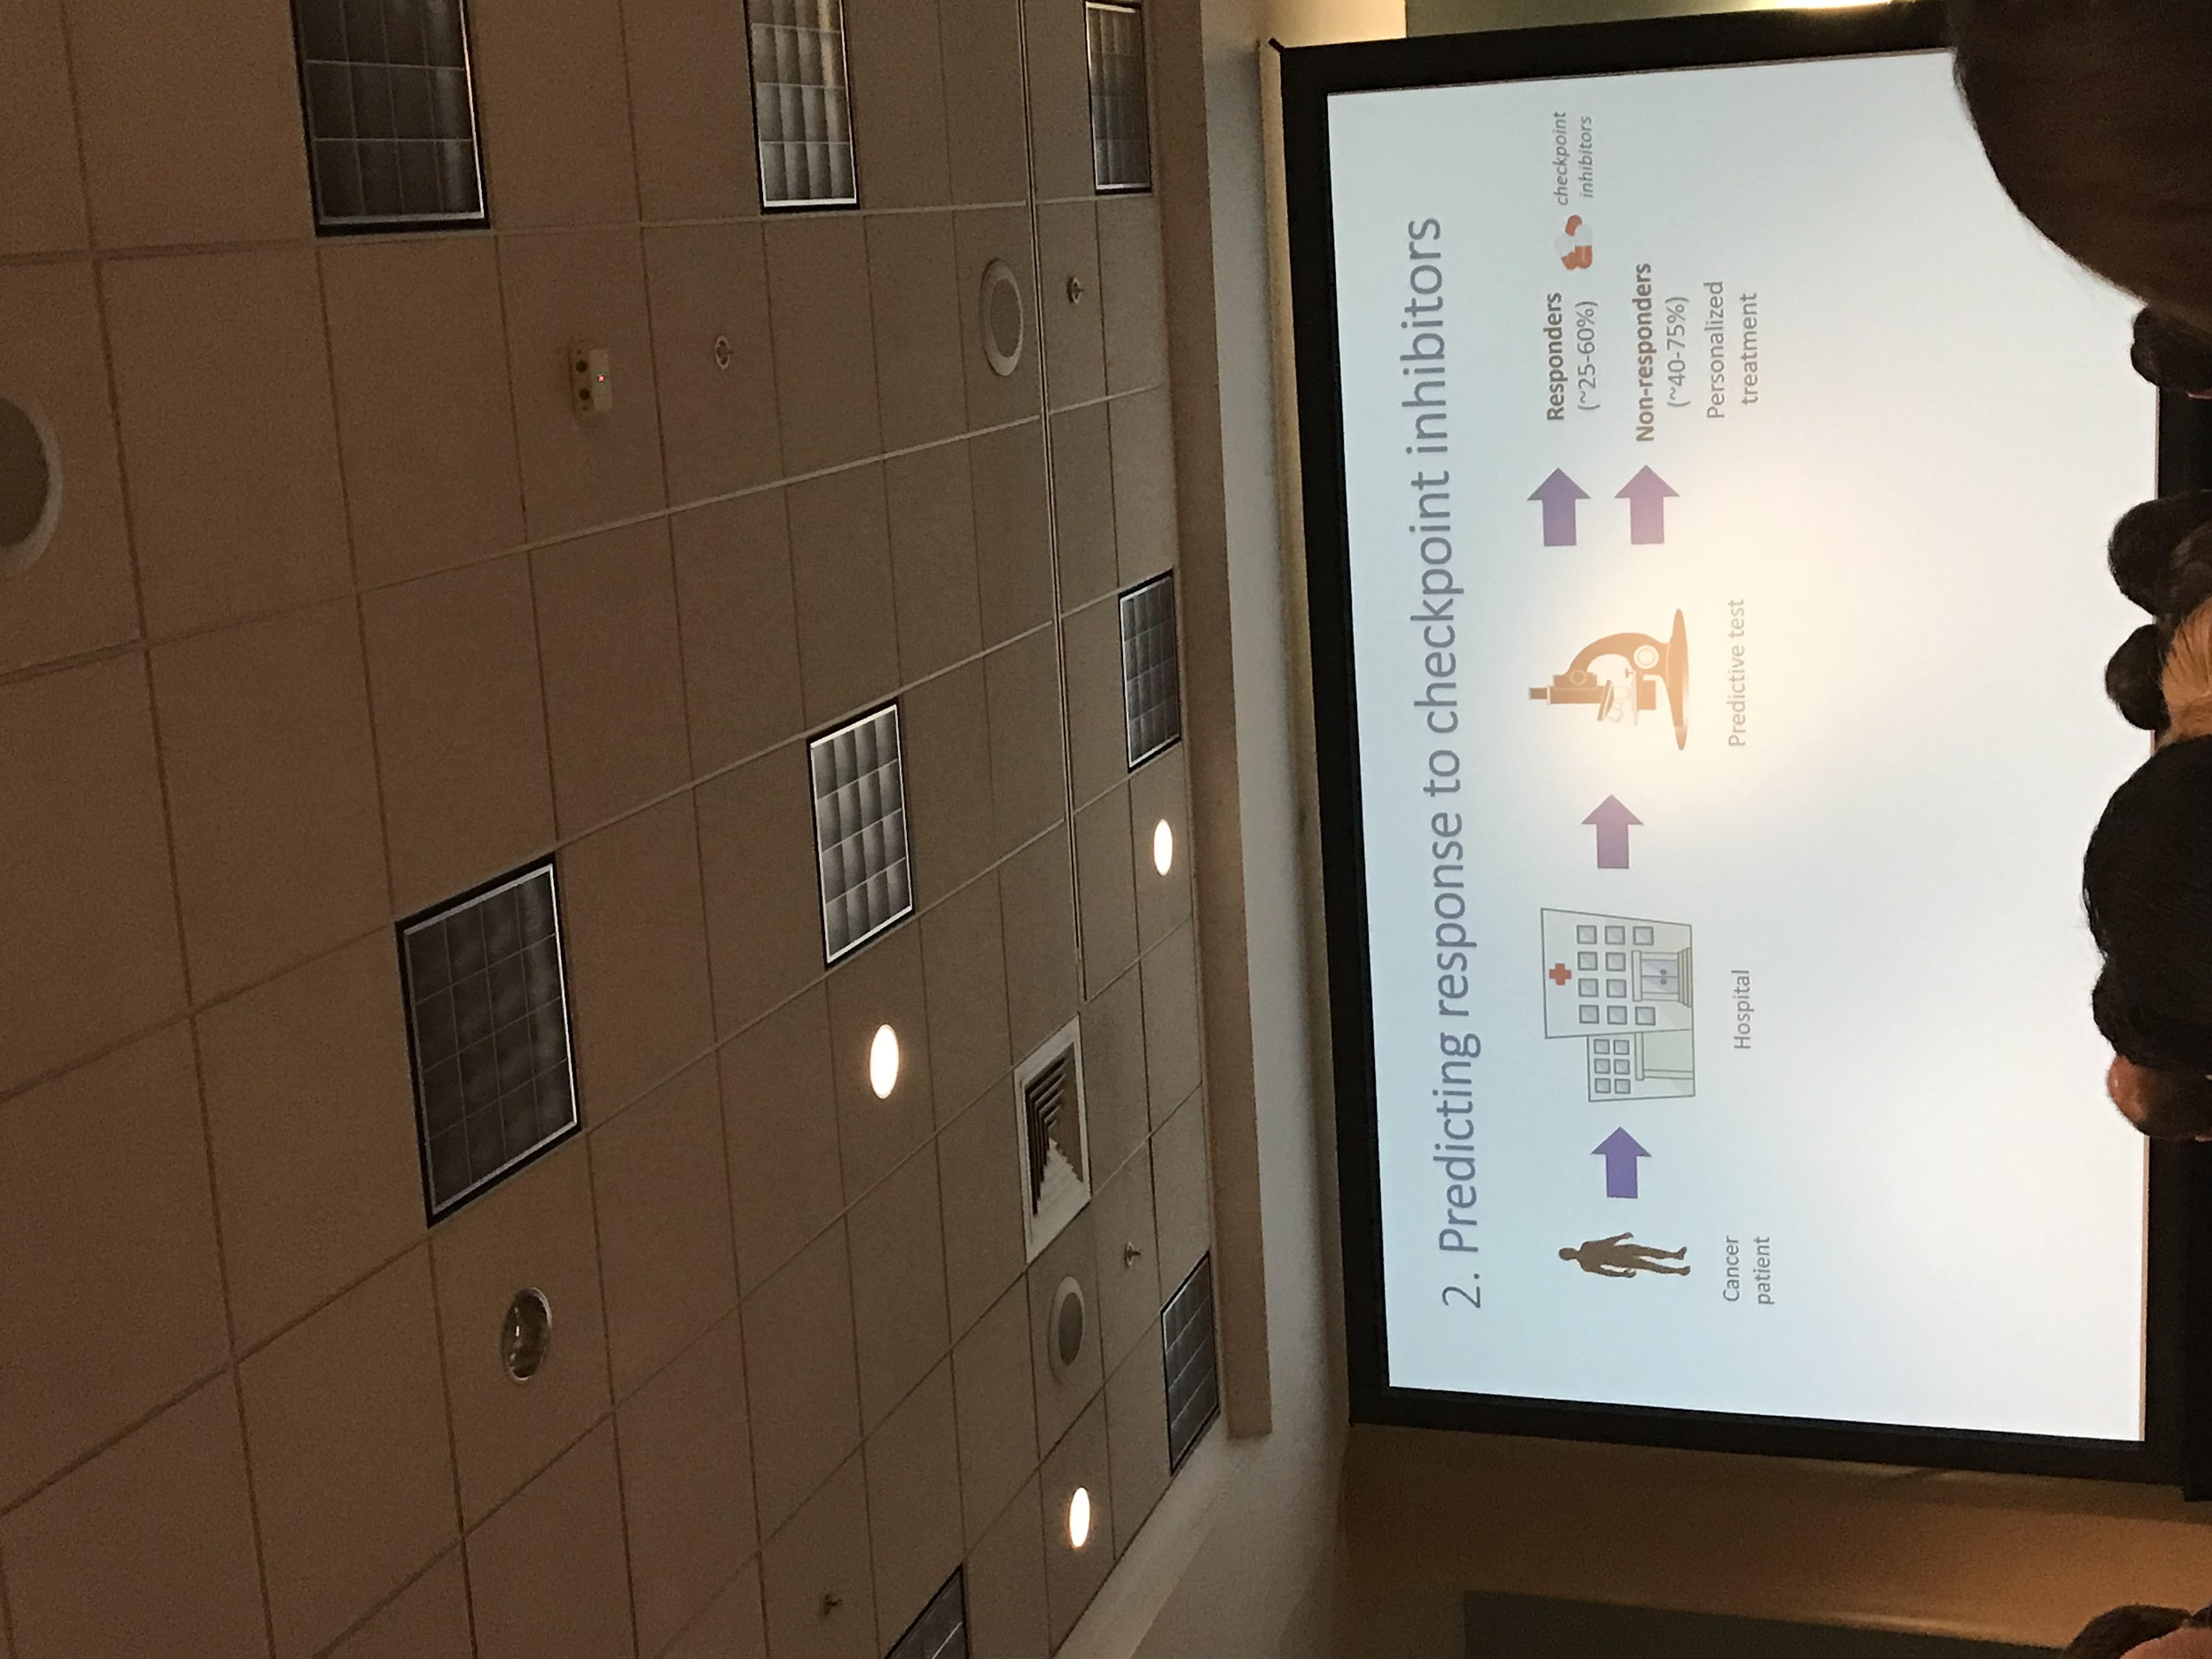 2. Predicting response to checkpoint inhibitors
Responders
(~25-60%)
checkpoint
inhibitors
Non-responders
(~40-75%)
Personalized
treatment
Cancer
patient
Hospital
Predictive test